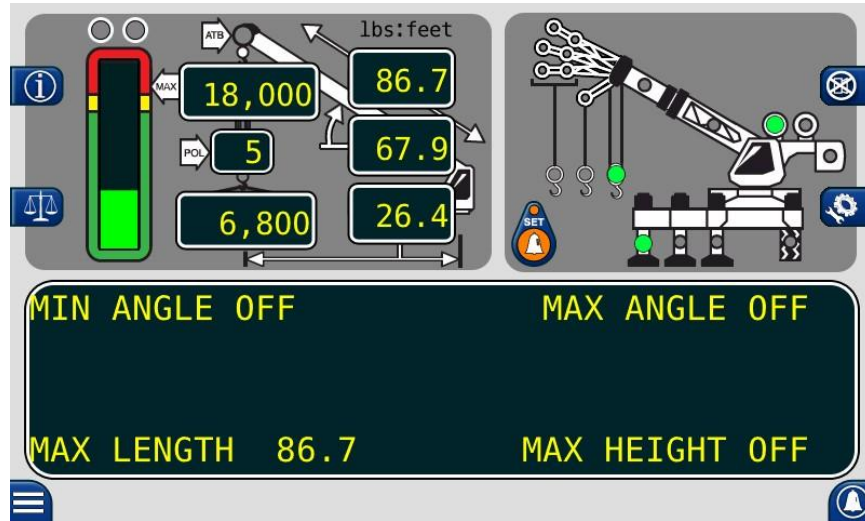 lbs:feet
ATB
86.7
MAX
18,000
POL
5
67.9
6,800
26.4
SET
MIN ANGLE OFF
MAX ANGLE OFF
MAX LENGTH 86.7
MAX HEIGHT OFF